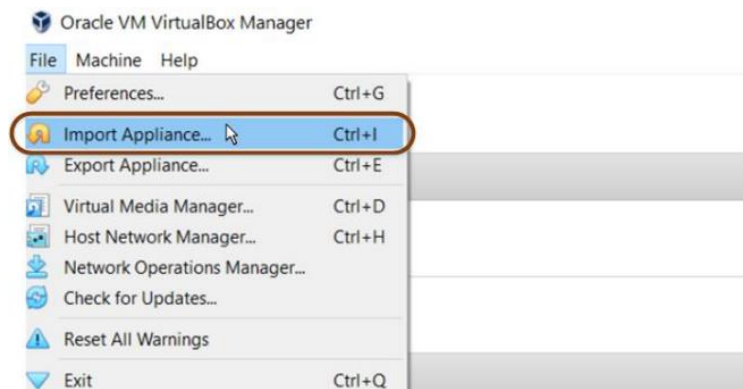 Oracle VM VirtualBox Manager
File Machine Help
Preferences... Ctrl+G
Import Appliance... Ctrl+I
Export Appliance... Ctrl+E
Virtual Media Manager... Ctrl+D
Host Network Manager... Ctrl+H
Network Operations Manager...
Check for Updates...
Reset All Warnings
Exit Ctrl+Q